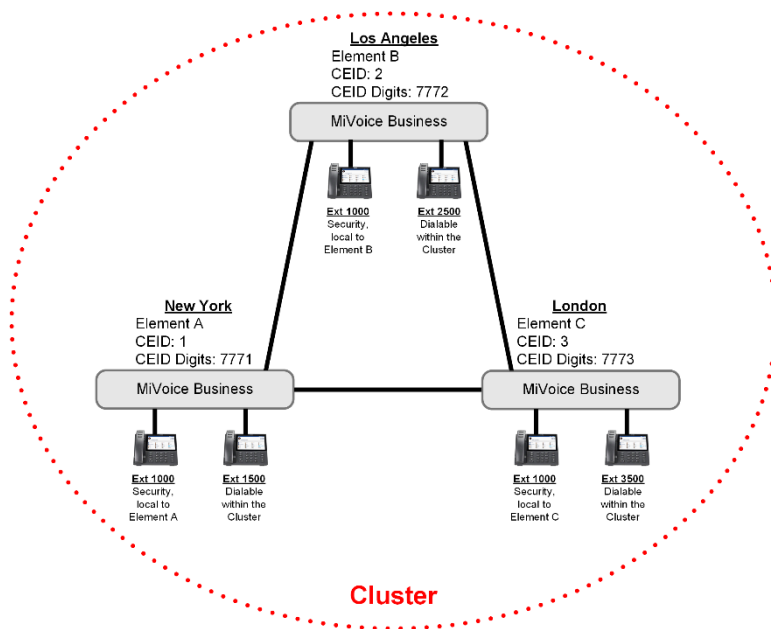 Los Angeles
Element B
CEID: 2
CEID Digits: 7772
MiVoice Business
Ext 1000
Security,
local to
Element B
Ext 2500
Dialable
within the
Cluster
New York
Element A
CEID: 1
CEID Digits: 7771
MiVoice Business
Ext 1000
Security,
local to
Element A
Ext 1500
Dialable
within the
Cluster
London
Element C
CEID: 3
CEID Digits: 7773
MiVoice Business
Ext 1000
Security,
local to
Element C
Ext 3500
Dialable
within the
Cluster
Cluster